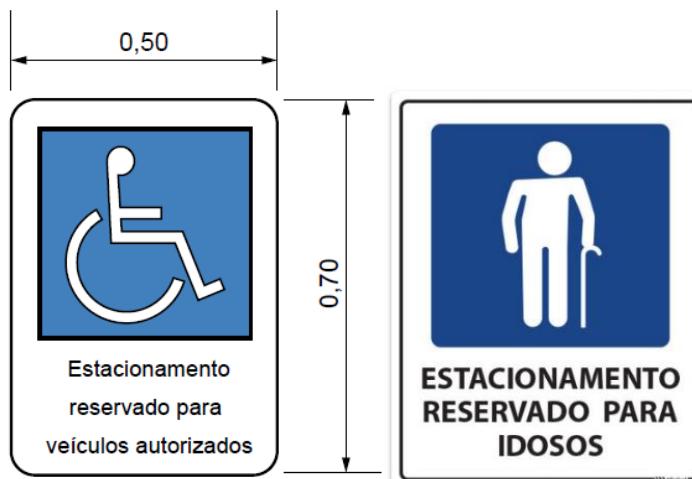 0,50
Estacionamento
reservado para
veículos autorizados
0,70
ESTACIONAMENTO
RESERVADO PARA
IDOSOS